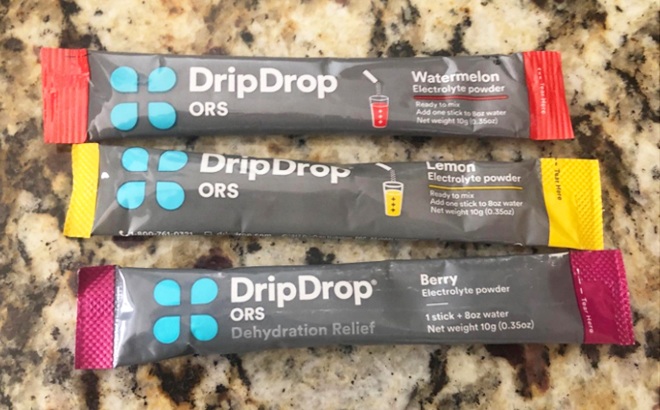 DripDrop
ORS
Watermelon
Electrolyte powder
Ready to mix
Add one stick to 8oz water
Net weight 10g (0.35oz)
Tear Here
DripDrop
ORS
Lemon
Electrolyte powder
Ready to mix
Add one stick to 8oz water
Net weight 10g (0.35oz)
Tear Here
DripDrop®
ORS
Dehydration Relief
Berry
Electrolyte powder
1 stick + 8oz water
Net weight 10g (0.35oz)
Tear Here